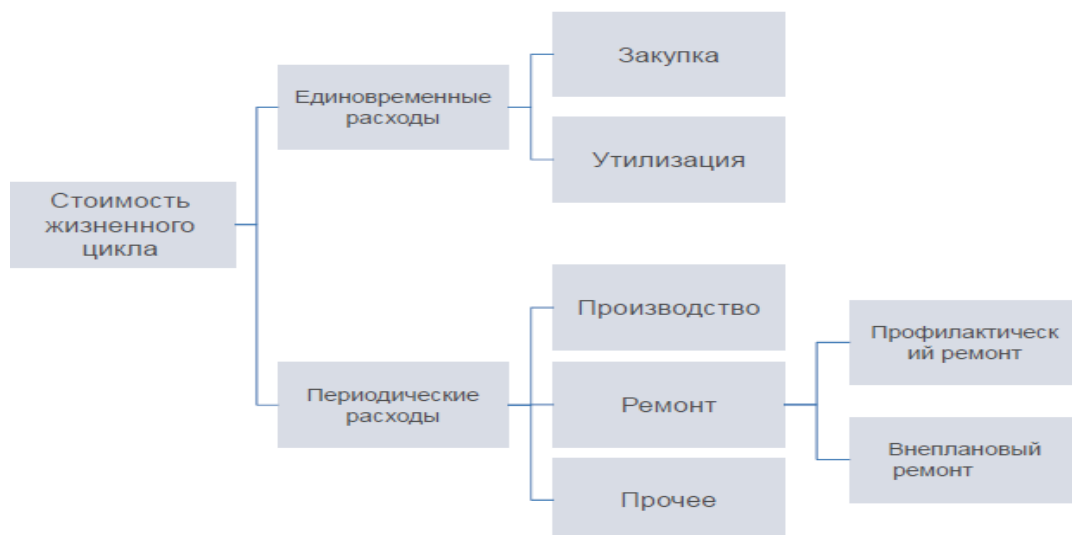 Закупка
Единовременные
расходы
Утилизация
Стоимость
жизненного
цикла
Производство
Профилактическ
ий ремонт
Периодические
расходы
Ремонт
Внеплановый
ремонт
Прочее